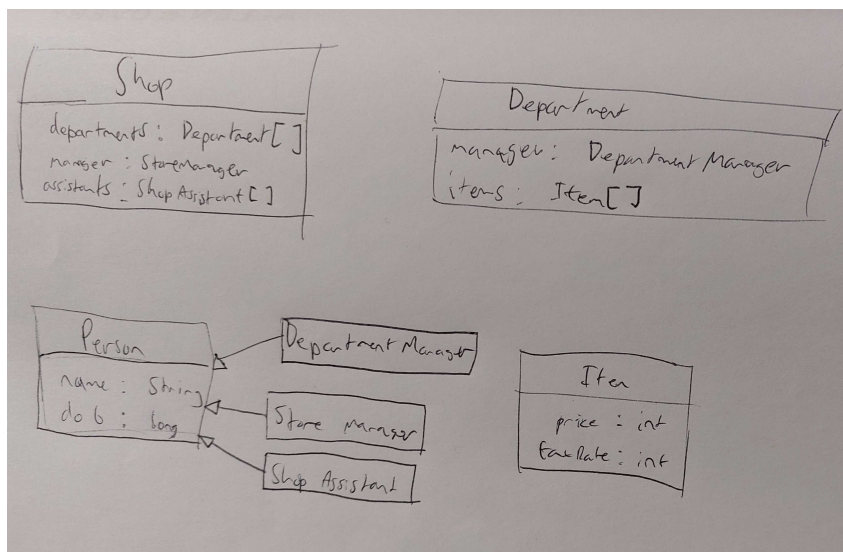 Shop
departments : Department[]
manager : StoreManager
assistants : ShopAssistant[]
Department
manager : Department Manager
items : Item[]
Person
name : String
dob : long
Department Manager
Store Manager
Shop Assistant
Item
price : int
taxRate : int